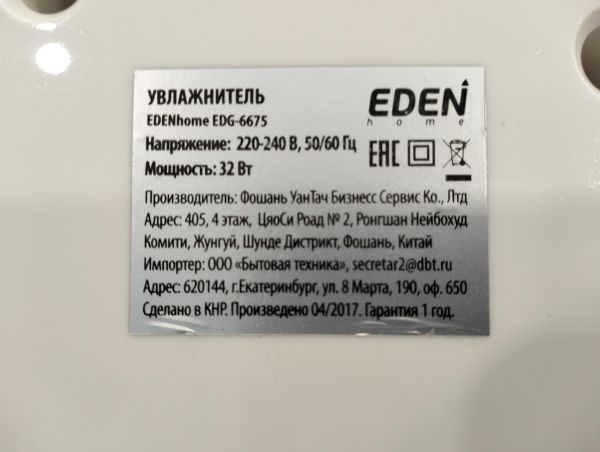 УВЛАЖНИТЕЛЬ
EDEN
home
EDENhome EDG-6675
Напряжение: 220-240 В, 50/60 Гц
EAC
Мощность: 32 Вт
Производитель: Фошань УанТач Бизнесс Сервис Ко., Лтд
Адрес: 405, 4 этаж, ЦяоСи Роад № 2, Ронгшан Нейбохуд
Комити, Жунгуй, Шунде Дистрикт, Фошань, Китай
Импортер: ООО «Бытовая техника», secretar2@dbt.ru
Адрес: 620144, г.Екатеринбург, ул. 8 Марта, 190, оф. 650
Сделано в КНР. Произведено 04/2017. Гарантия 1 год.